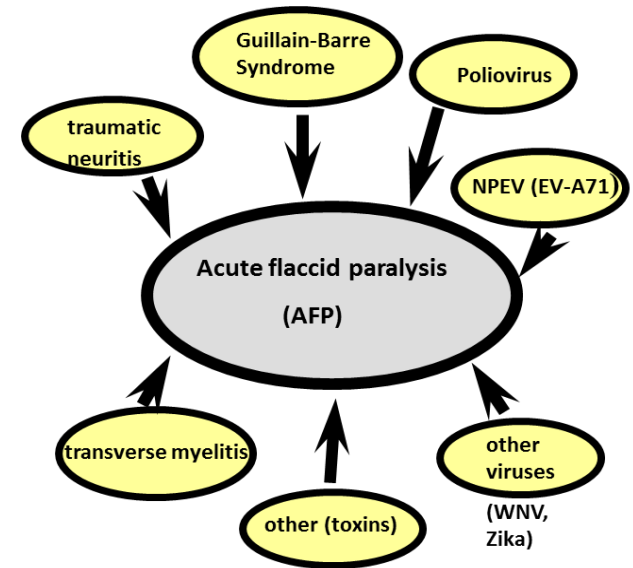 Guillain-Barre
Syndrome
Poliovirus
traumatic
neuritis
NPEV (EV-A71)
Acute flaccid paralysis
(AFP)
transverse myelitis
other
viruses
(WNV,
Zika)
other (toxins)